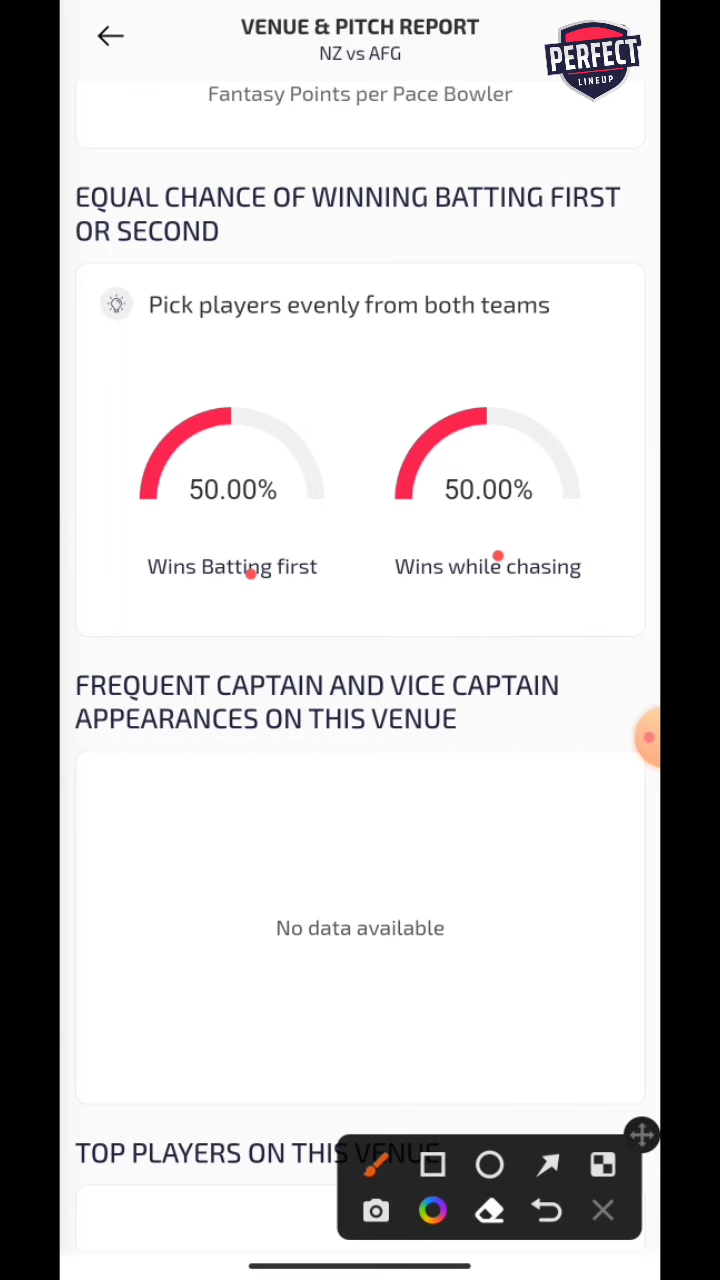 VENUE & PITCH REPORT
NZ vs AFG
PERFECT
LINEUP
Fantasy Points per Pace Bowler
EQUAL CHANCE OF WINNING BATTING FIRST
OR SECOND
Pick players evenly from both teams
50.00%
50.00%
Wins Batting first
Wins while chasing
FREQUENT CAPTAIN AND VICE CAPTAIN
APPEARANCES ON THIS VENUE
No data available
TOP PLAYERS ON THIS VENUE